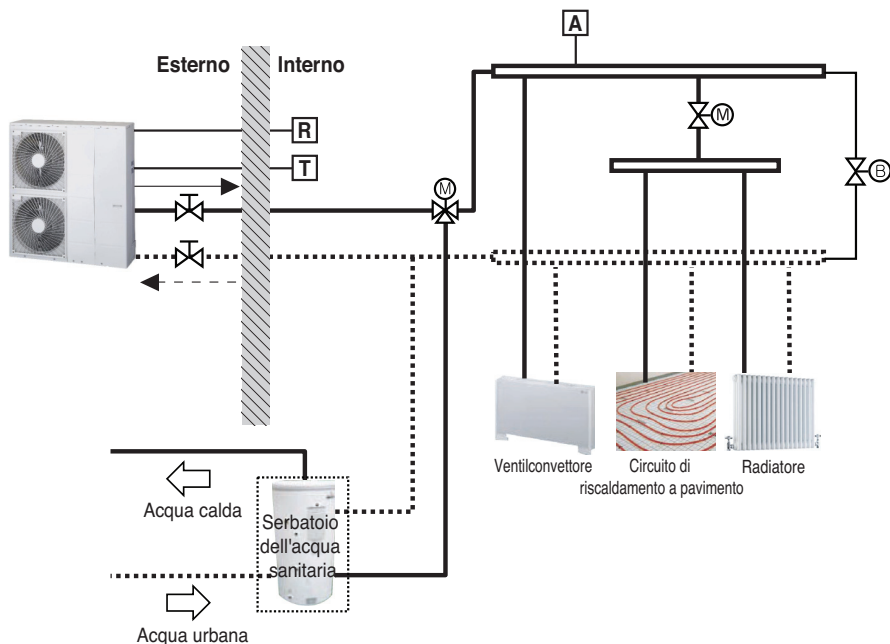 A
Esterno
Interno
R
M
T
M
B
Ventilconvettore
Circuito di
riscaldamento a pavimento
Radiatore
Acqua calda
Serbatoio
dell'acqua
sanitaria
Acqua urbana